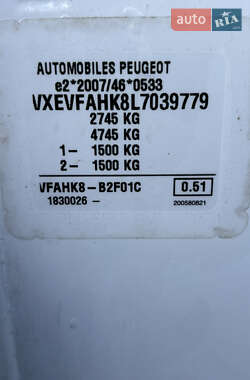 AUTO
RIA
AUTOMOBILES PEUGEOT
e2*2007/46*0533
VXEVFAHK8L7039779
2745 KG
4745 KG
1- 1500 KG
2- 1500 KG
VFAHK8-B2F01C 0.51
1830026 - 200580821